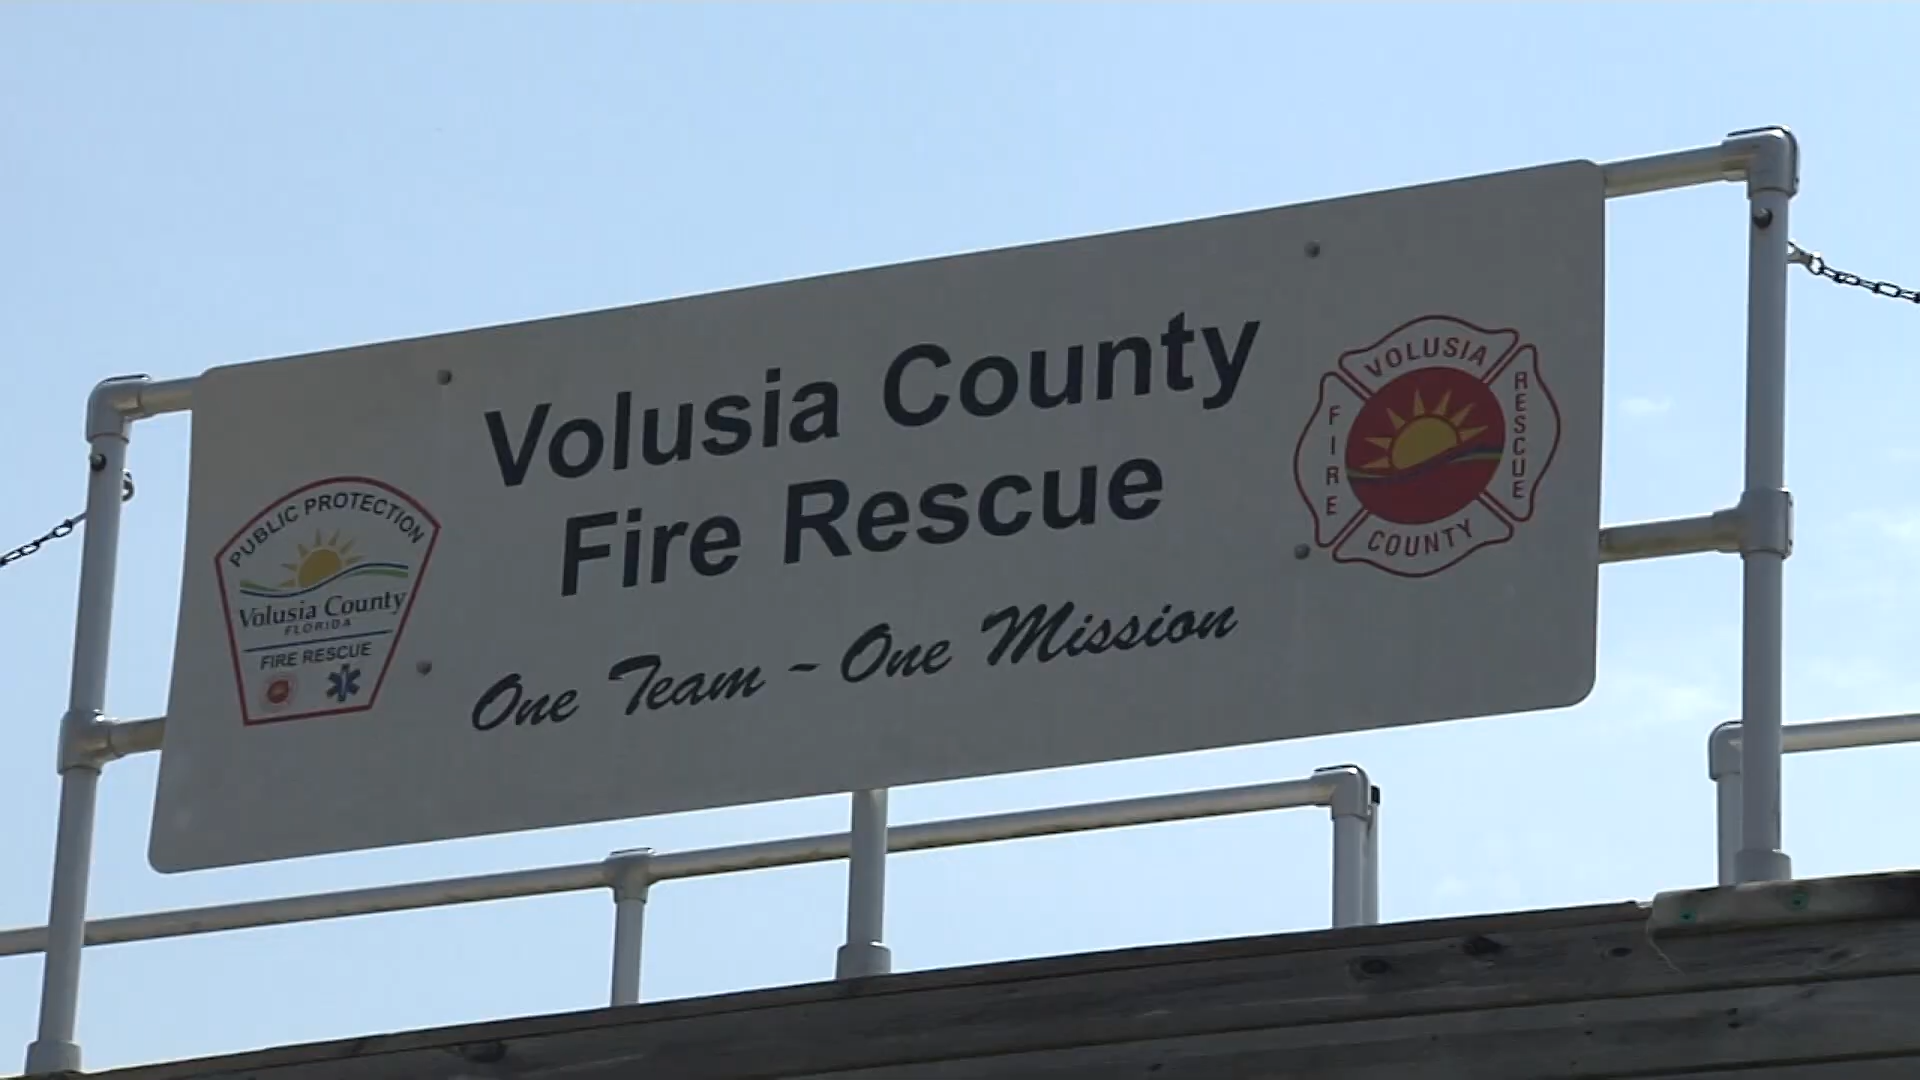 Volusia County
Fire Rescue
One Team ~ One Mission
PUBLIC PROTECTION
Volusia County
FLORIDA
FIRE RESCUE
VOLUSIA
FIRE
RESCUE
COUNTY